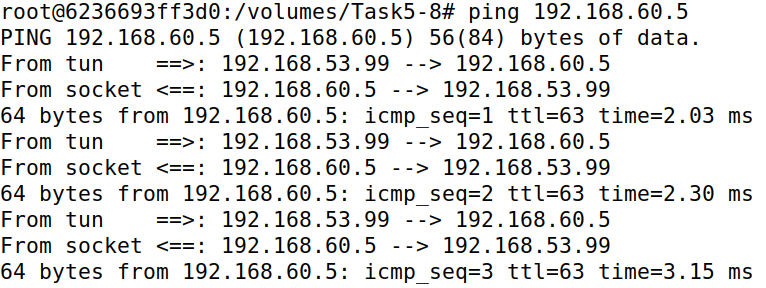 root@6236693ff3d0:/volumes/Task5-8# ping 192.168.60.5
PING 192.168.60.5 (192.168.60.5) 56(84) bytes of data.
From tun    ==>: 192.168.53.99 --> 192.168.60.5
From socket <==: 192.168.60.5 --> 192.168.53.99
64 bytes from 192.168.60.5: icmp_seq=1 ttl=63 time=2.03 ms
From tun    ==>: 192.168.53.99 --> 192.168.60.5
From socket <==: 192.168.60.5 --> 192.168.53.99
64 bytes from 192.168.60.5: icmp_seq=2 ttl=63 time=2.30 ms
From tun    ==>: 192.168.53.99 --> 192.168.60.5
From socket <==: 192.168.60.5 --> 192.168.53.99
64 bytes from 192.168.60.5: icmp_seq=3 ttl=63 time=3.15 ms